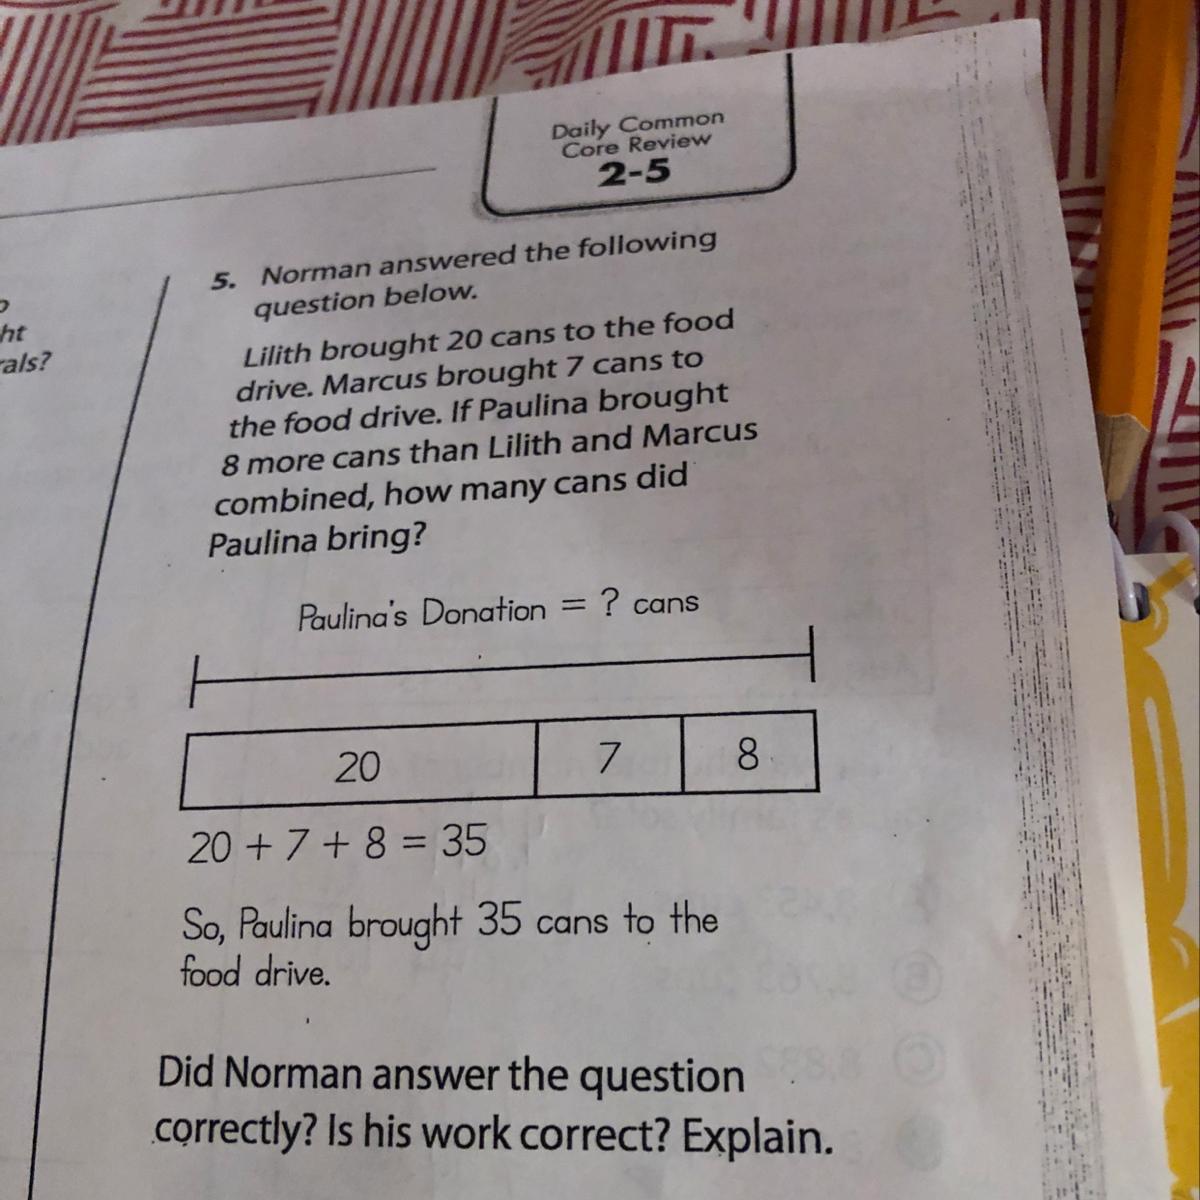 Daily Common
Core Review
2-5
ht
als?
5. Norman answered the following
question below.
Lilith brought 20 cans to the food
drive. Marcus brought 7 cans to
the food drive. If Paulina brought
8 more cans than Lilith and Marcus
combined, how many cans did
Paulina bring?
Paulina's Donation = ? cans
20 7 8
20 + 7 + 8 = 35
So, Paulina brought 35 cans to the
food drive.
Did Norman answer the question
correctly? Is his work correct? Explain.